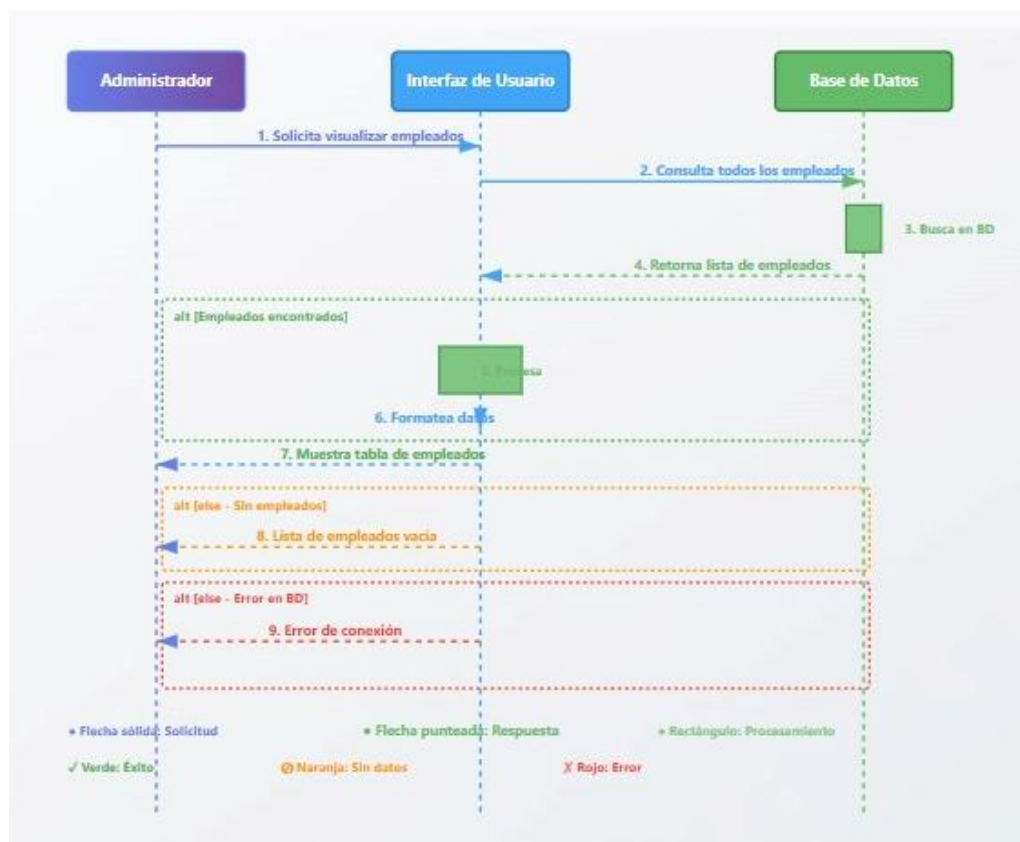 Administrador
Interfaz de Usuario
Base de Datos
1. Solicita visualizar empleados
2. Consulta todos los empleados
3. Busca en BD
4. Retorna lista de empleados
alt [Empleados encontrados]
5. Procesa
6. Formatea datos
7. Muestra tabla de empleados
alt [else - Sin empleados]
8. Lista de empleados vacía
alt [else - Error en BD]
9. Error de conexión
• Flecha sólida: Solicitud
• Flecha punteada: Respuesta
• Rectángulo: Procesamiento
✓ Verde: Éxito
⊘ Naranja: Sin datos
✗ Rojo: Error